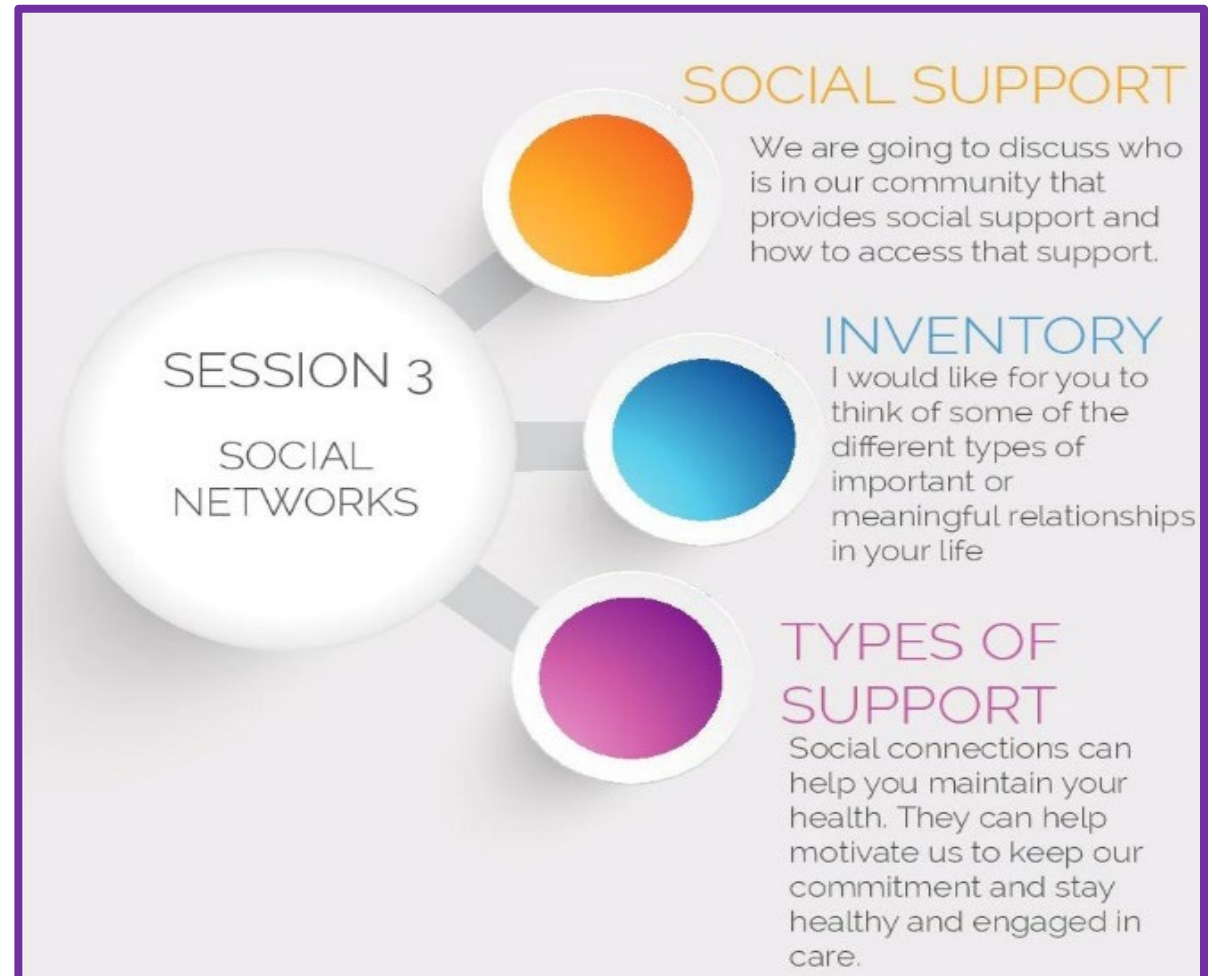 SESSION 3
SOCIAL
NETWORKS
SOCIAL SUPPORT
We are going to discuss who
is in our community that
provides social support and
how to access that support.
INVENTORY
I would like for you to
think of some of the
different types of
important or
meaningful relationships
in your life
TYPES OF
SUPPORT
Social connections can
help you maintain your
health. They can help
motivate us to keep our
commitment and stay
healthy and engaged in
care.